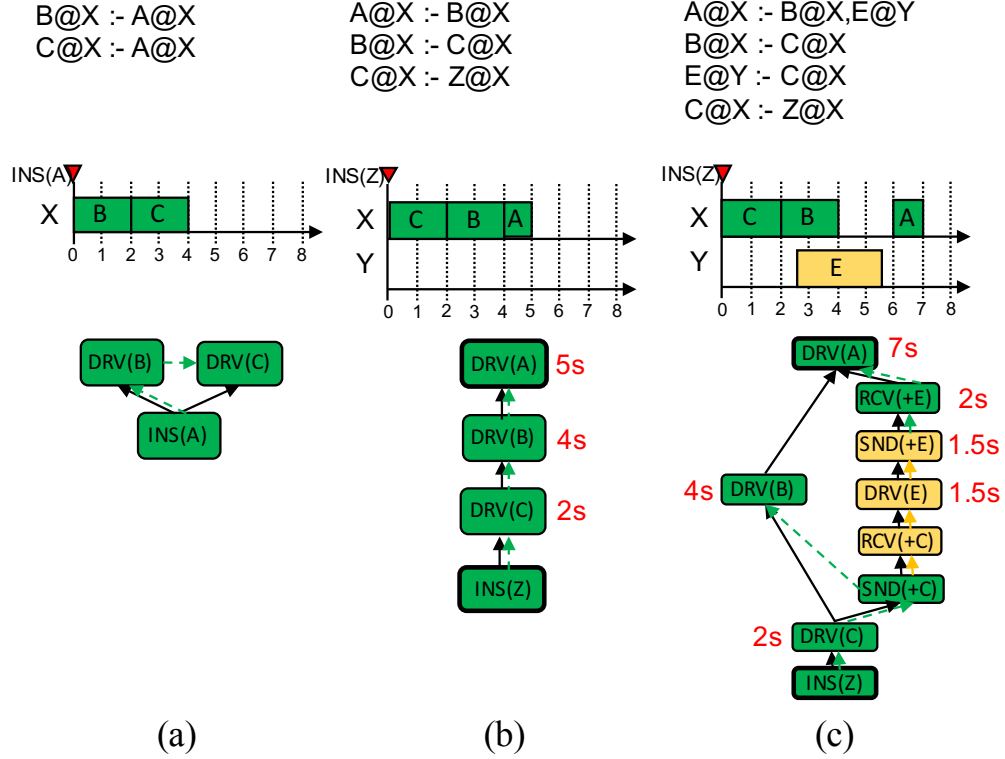 B@X :- A@X
C@X :- A@X
INS(A)
X
B
C
0 1 2 3 4 5 6 7 8
DRV(B)
DRV(C)
INS(A)
(a)
A@X :- B@X
B@X :- C@X
C@X :- Z@X
INS(Z)
X
C
B
A
Y
0 1 2 3 4 5 6 7 8
DRV(A) 5s
DRV(B) 4s
DRV(C) 2s
INS(Z)
(b)
A@X :- B@X,E@Y
B@X :- C@X
E@Y :- C@X
C@X :- Z@X
INS(Z)
X
C
B
A
Y
E
0 1 2 3 4 5 6 7 8
DRV(A) 7s
RCV(+E) 2s
SND(+E) 1.5s
4s DRV(B)
DRV(E) 1.5s
RCV(+C)
SND(+C)
2s DRV(C)
INS(Z)
(c)